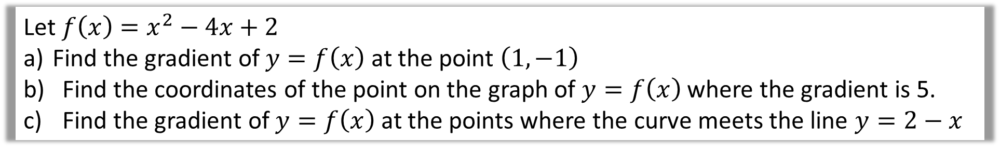 Let f(x) = x² − 4x + 2
a) Find the gradient of y = f(x) at the point (1, −1)
b) Find the coordinates of the point on the graph of y = f(x) where the gradient is 5.
c) Find the gradient of y = f(x) at the points where the curve meets the line y = 2 − x